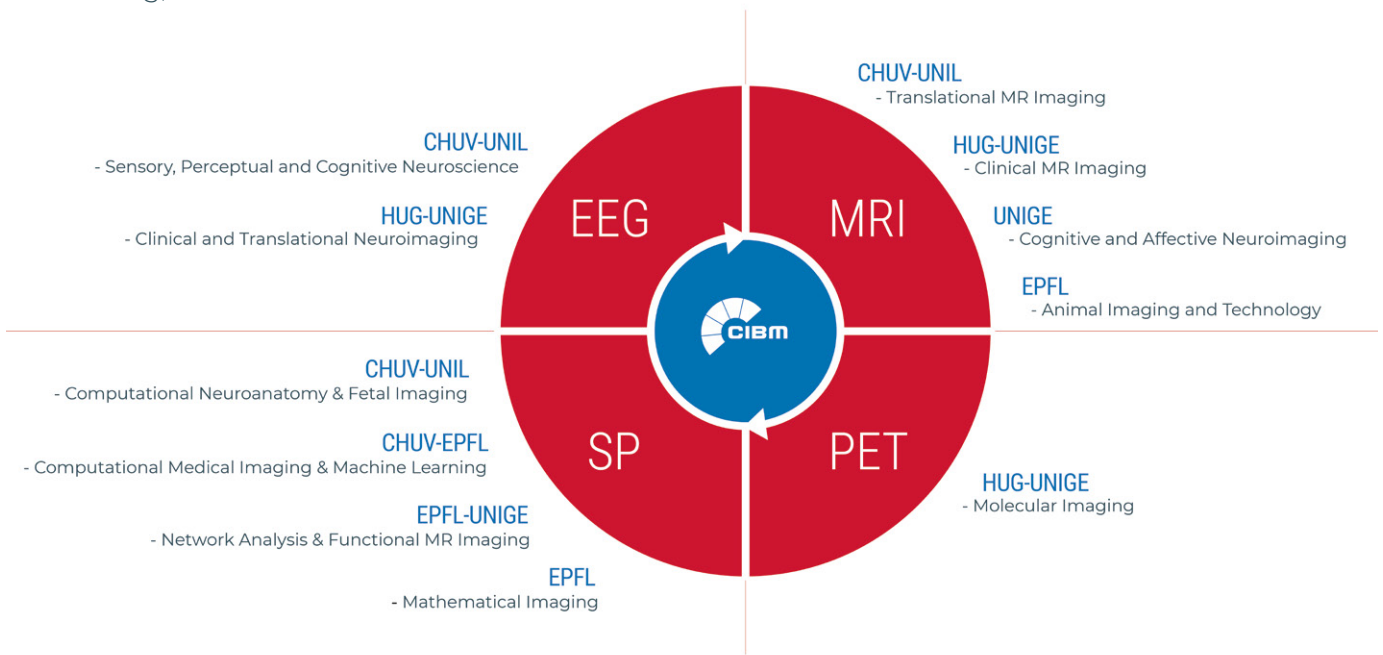 CHUV-UNIL
- Translational MR Imaging
HUG-UNIGE
- Clinical MR Imaging
UNIGE
- Cognitive and Affective Neuroimaging
EPFL
- Animal Imaging and Technology
CHUV-UNIL
- Sensory, Perceptual and Cognitive Neuroscience
HUG-UNIGE
- Clinical and Translational Neuroimaging
EEG
MRI
CIBM
SP
PET
CHUV-UNIL
- Computational Neuroanatomy & Fetal Imaging
CHUV-EPFL
- Computational Medical Imaging & Machine Learning
EPFL-UNIGE
- Network Analysis & Functional MR Imaging
EPFL
- Mathematical Imaging
HUG-UNIGE
- Molecular Imaging